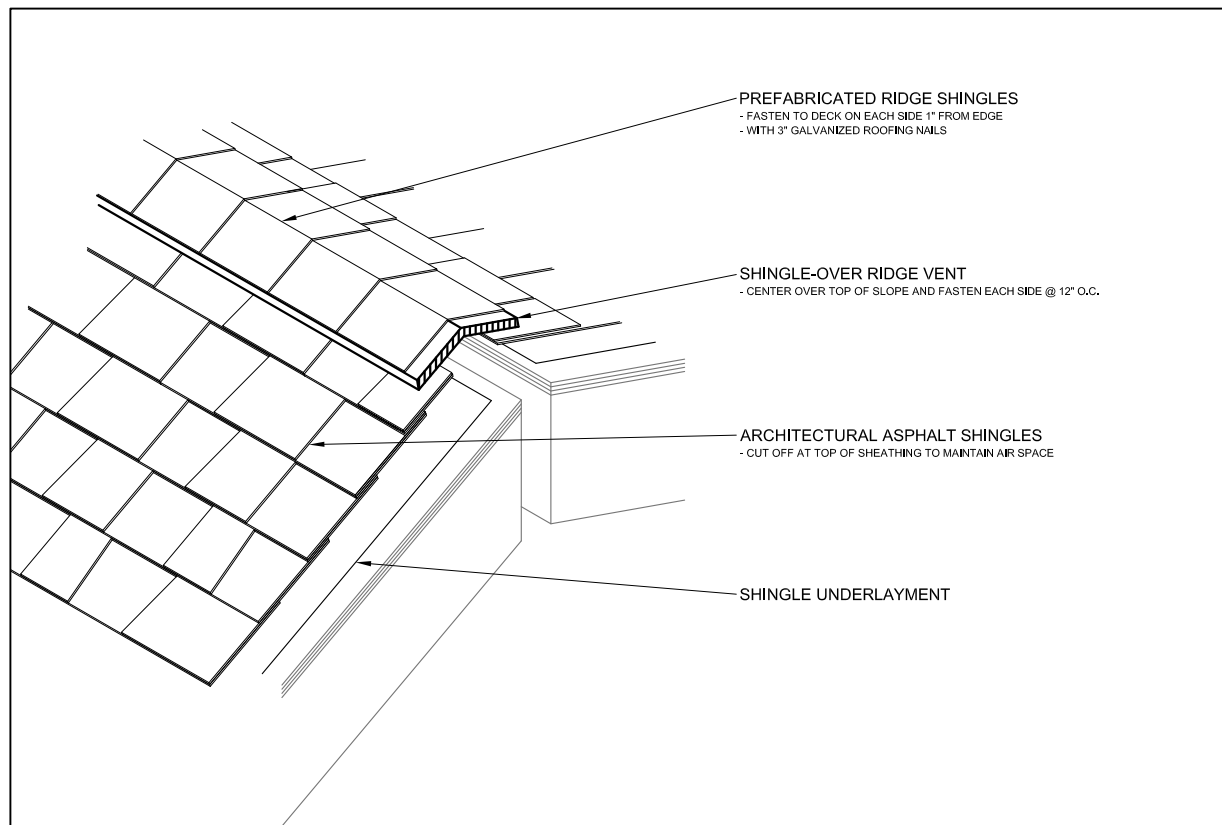 PREFABRICATED RIDGE SHINGLES
- FASTEN TO DECK ON EACH SIDE 1" FROM EDGE
- WITH 3" GALVANIZED ROOFING NAILS
SHINGLE-OVER RIDGE VENT
- CENTER OVER TOP OF SLOPE AND FASTEN EACH SIDE @ 12" O.C.
ARCHITECTURAL ASPHALT SHINGLES
- CUT OFF AT TOP OF SHEATHING TO MAINTAIN AIR SPACE
SHINGLE UNDERLAYMENT